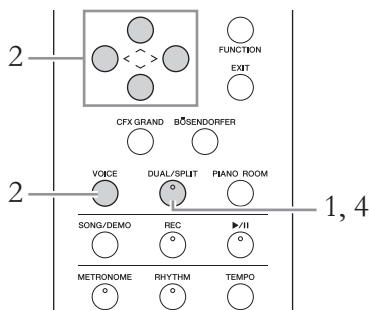 2
< ^ v >
FUNCTION
EXIT
CFX GRAND BÖSENDORFER
2
VOICE DUAL/SPLIT PIANO ROOM
1, 4
SONG/DEMO REC ▶/II
METRONOME RHYTHM TEMPO